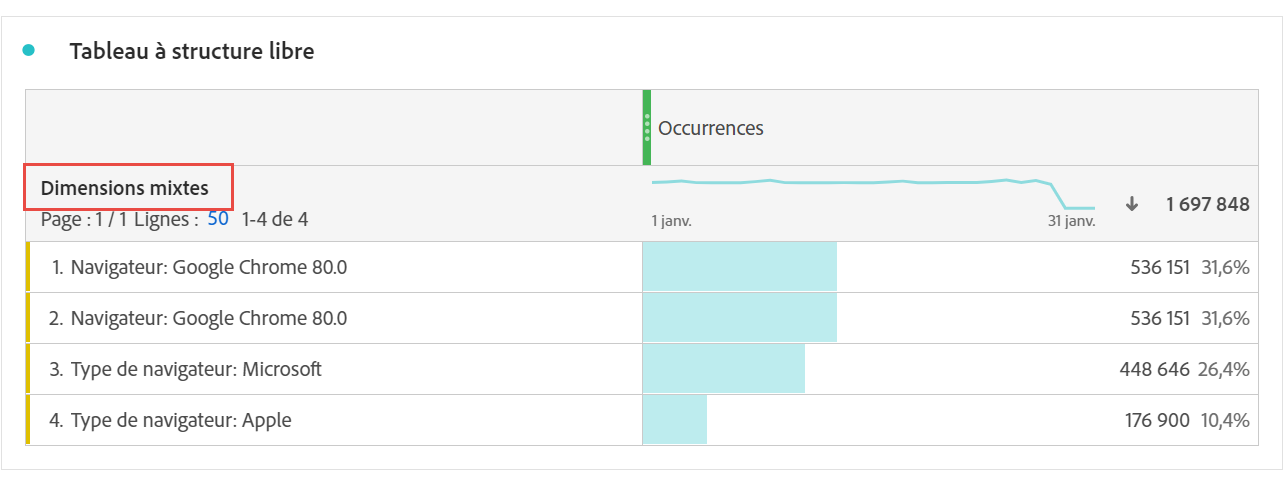 Tableau à structure libre
Occurrences
Dimensions mixtes
Page : 1 / 1 Lignes : 50 1-4 de 4
1 janv. 31 janv.
1 697 848
1. Navigateur: Google Chrome 80.0 536 151 31,6%
2. Navigateur: Google Chrome 80.0 536 151 31,6%
3. Type de navigateur: Microsoft 448 646 26,4%
4. Type de navigateur: Apple 176 900 10,4%